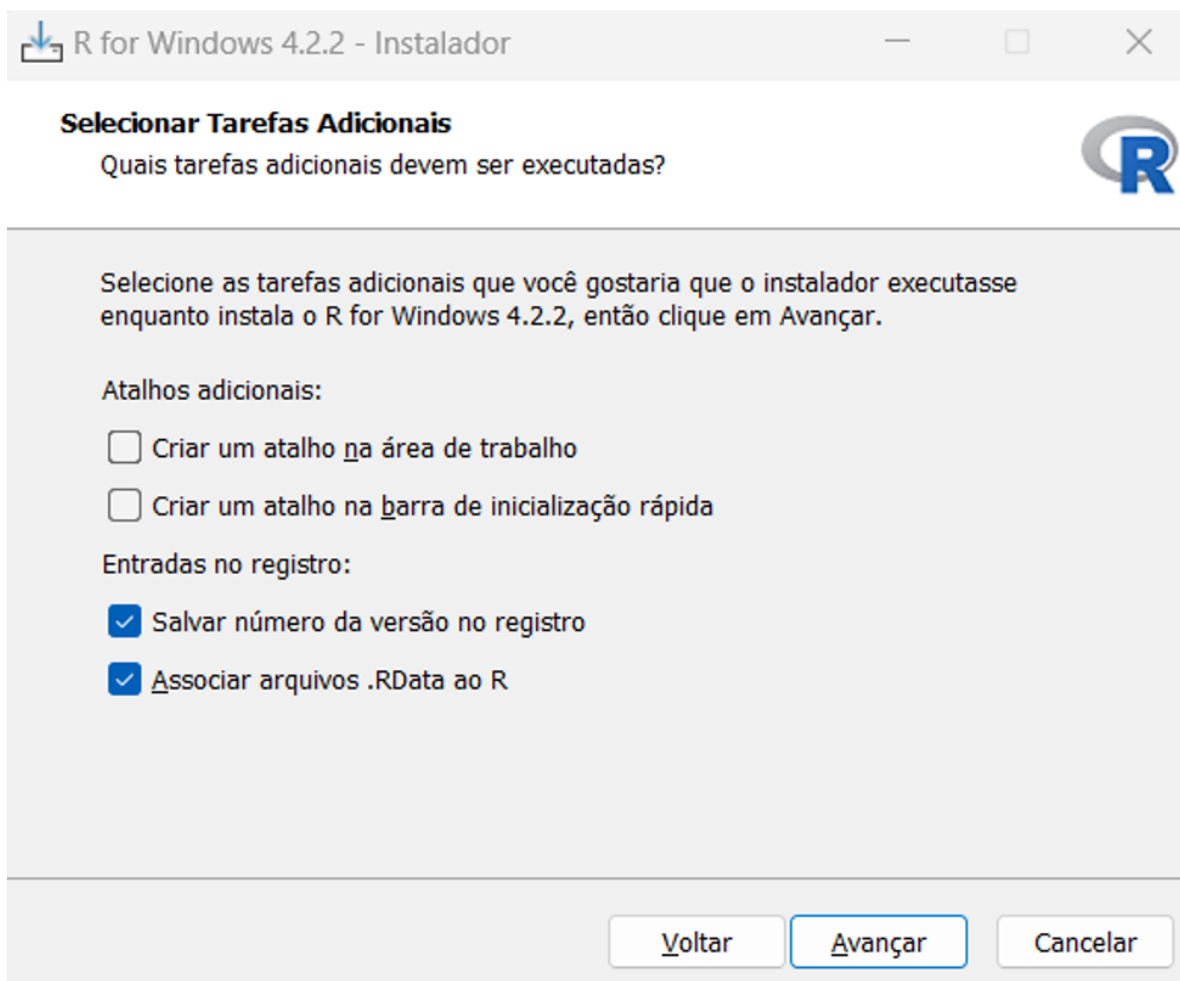 R for Windows 4.2.2 - Instalador
Selecionar Tarefas Adicionais
Quais tarefas adicionais devem ser executadas?
R
Selecione as tarefas adicionais que você gostaria que o instalador executasse
enquanto instala o R for Windows 4.2.2, então clique em Avançar.
Atalhos adicionais:
Criar um atalho na área de trabalho
Criar um atalho na barra de inicialização rápida
Entradas no registro:
Salvar número da versão no registro
Associar arquivos .RData ao R
Voltar
Avançar
Cancelar